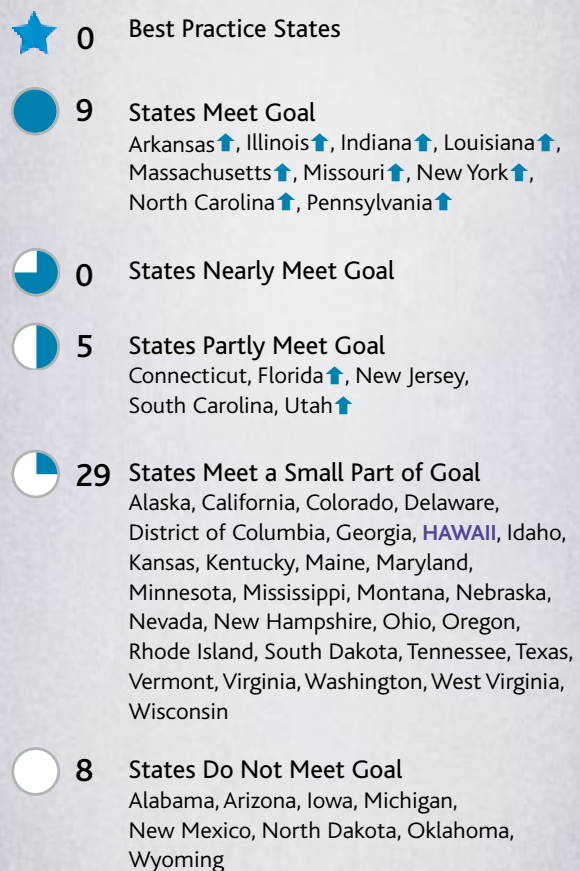 0 Best Practice States
9 States Meet Goal
Arkansas⬆, Illinois⬆, Indiana⬆, Louisiana⬆,
Massachusetts⬆, Missouri⬆, New York⬆,
North Carolina⬆, Pennsylvania⬆
0 States Nearly Meet Goal
5 States Partly Meet Goal
Connecticut, Florida⬆, New Jersey,
South Carolina, Utah⬆
29 States Meet a Small Part of Goal
Alaska, California, Colorado, Delaware,
District of Columbia, Georgia, HAWAII, Idaho,
Kansas, Kentucky, Maine, Maryland,
Minnesota, Mississippi, Montana, Nebraska,
Nevada, New Hampshire, Ohio, Oregon,
Rhode Island, South Dakota, Tennessee, Texas,
Vermont, Virginia, Washington, West Virginia,
Wisconsin
8 States Do Not Meet Goal
Alabama, Arizona, Iowa, Michigan,
New Mexico, North Dakota, Oklahoma,
Wyoming